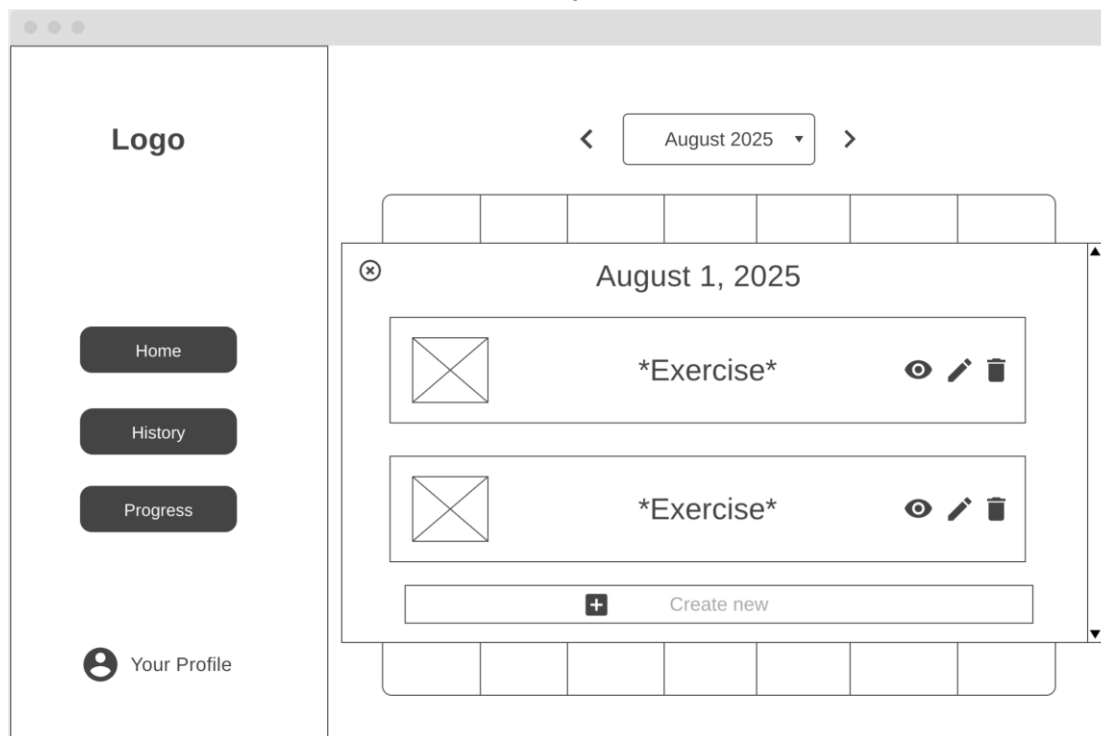 Logo
August 2025
August 1, 2025
Home
*Exercise*
History
*Exercise*
Progress
Create new
Your Profile